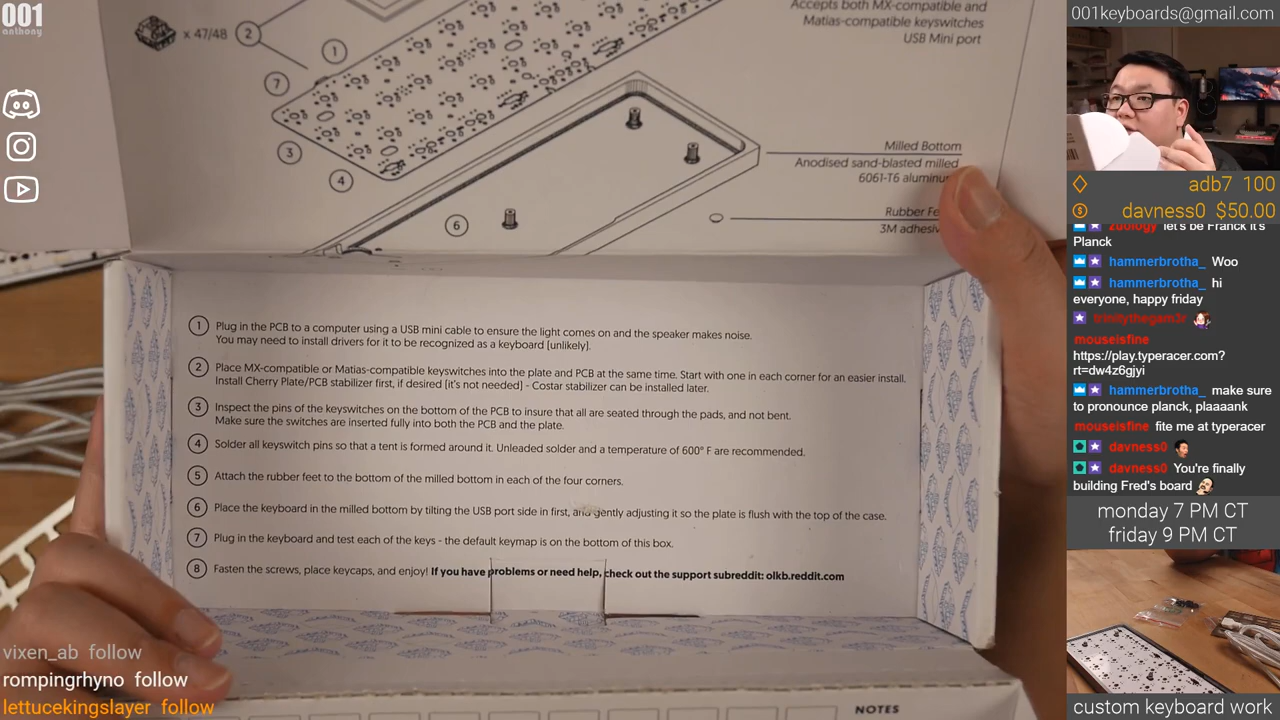 001
anthony
x 47/48
2
1
7
3
4
6
Accepts both MX-compatible and
Matias-compatible keyswitches
USB Mini port
Milled Bottom
Anodised sand-blasted milled
6061-T6
Rubber
3M
1 Plug in the PCB to a computer using a USB mini cable to ensure the light comes on and the speaker makes noise.
You may need to install drivers for it to be recognized as a keyboard [unlikely].
2 Place MX-compatible or Matias-compatible keyswitches into the plate and PCB at the same time. Start with one in each corner for an easier install.
Install Cherry Plate/PCB stabilizer first, if desired [it's not needed] - Costar stabilizer can be installed later.
3 Inspect the pins of the keyswitches on the bottom of the PCB to insure that all are seated through the pads, and not bent.
Make sure the switches are inserted fully into both the PCB and the plate.
4 Solder all keyswitch pins so that a tent is formed around it. Unleaded solder and a temperature of 600° F are recommended.
5 Attach the rubber feet to the bottom of the milled bottom in each of the four corners.
6 Place the keyboard in the milled bottom by tilting the USB port side in first, and gently adjusting it so the plate is flush with the top of the case.
7 Plug in the keyboard and test each of the keys - the default keymap is on the bottom of this box.
8 Fasten the screws, place keycaps, and enjoy! If you have problems or need help, check out the support subreddit: olkb.reddit.com
NOTES
vixen_ab follow
rompingrhyno follow
lettucekingslayer follow
001keyboards@gmail.com
adb7 100
davness0 $50.00
zuology let's be Franck it's
Planck
hammerbrotha_ Woo
hammerbrotha_ hi
everyone, happy friday
trinitythegam3r
mouseisfine
https://play.typeracer.com?
rt=dw4z6gjyi
hammerbrotha_ make sure
to pronounce planck, plaaaank
mouseisfine fite me at typeracer
davness0
davness0 You're finally
building Fred's board
monday 7 PM CT
friday 9 PM CT
custom keyboard work